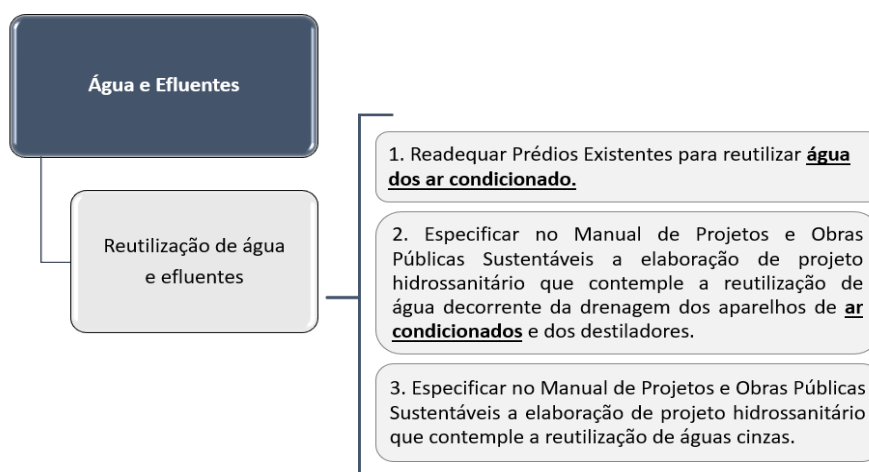 Água e Efluentes
Reutilização de água
e efluentes
1. Readequar Prédios Existentes para reutilizar água
dos ar condicionado.
2. Especificar no Manual de Projetos e Obras
Públicas Sustentáveis a elaboração de projeto
hidrossanitário que contemple a reutilização de
água decorrente da drenagem dos aparelhos de ar
condicionados e dos destiladores.
3. Especificar no Manual de Projetos e Obras Públicas
Sustentáveis a elaboração de projeto hidrossanitário
que contemple a reutilização de águas cinzas.